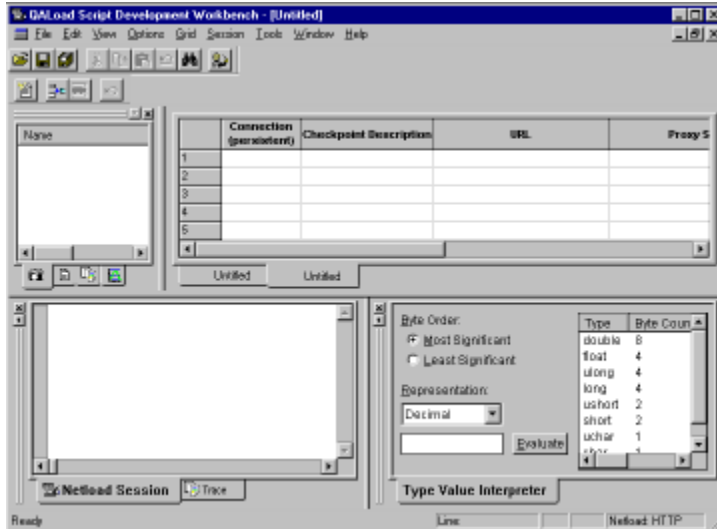 QALoad Script Development Workbench - [Untitled]
File Edit View Options Grid Session Tools Window Help
Name
Connection (persistent) Checkpoint Description URL Proxy S
1
2
3
4
5
Untitled Untitled
Byte Order:
Most Significant
Least Significant
Representation:
Decimal
Evaluate
Type Byte Coun
double 8
float 4
ulong 4
long 4
ushort 2
short 2
uchar 1
char 1
Netload Session Trace
Type Value Interpreter
Ready Line: Netload: HTTP